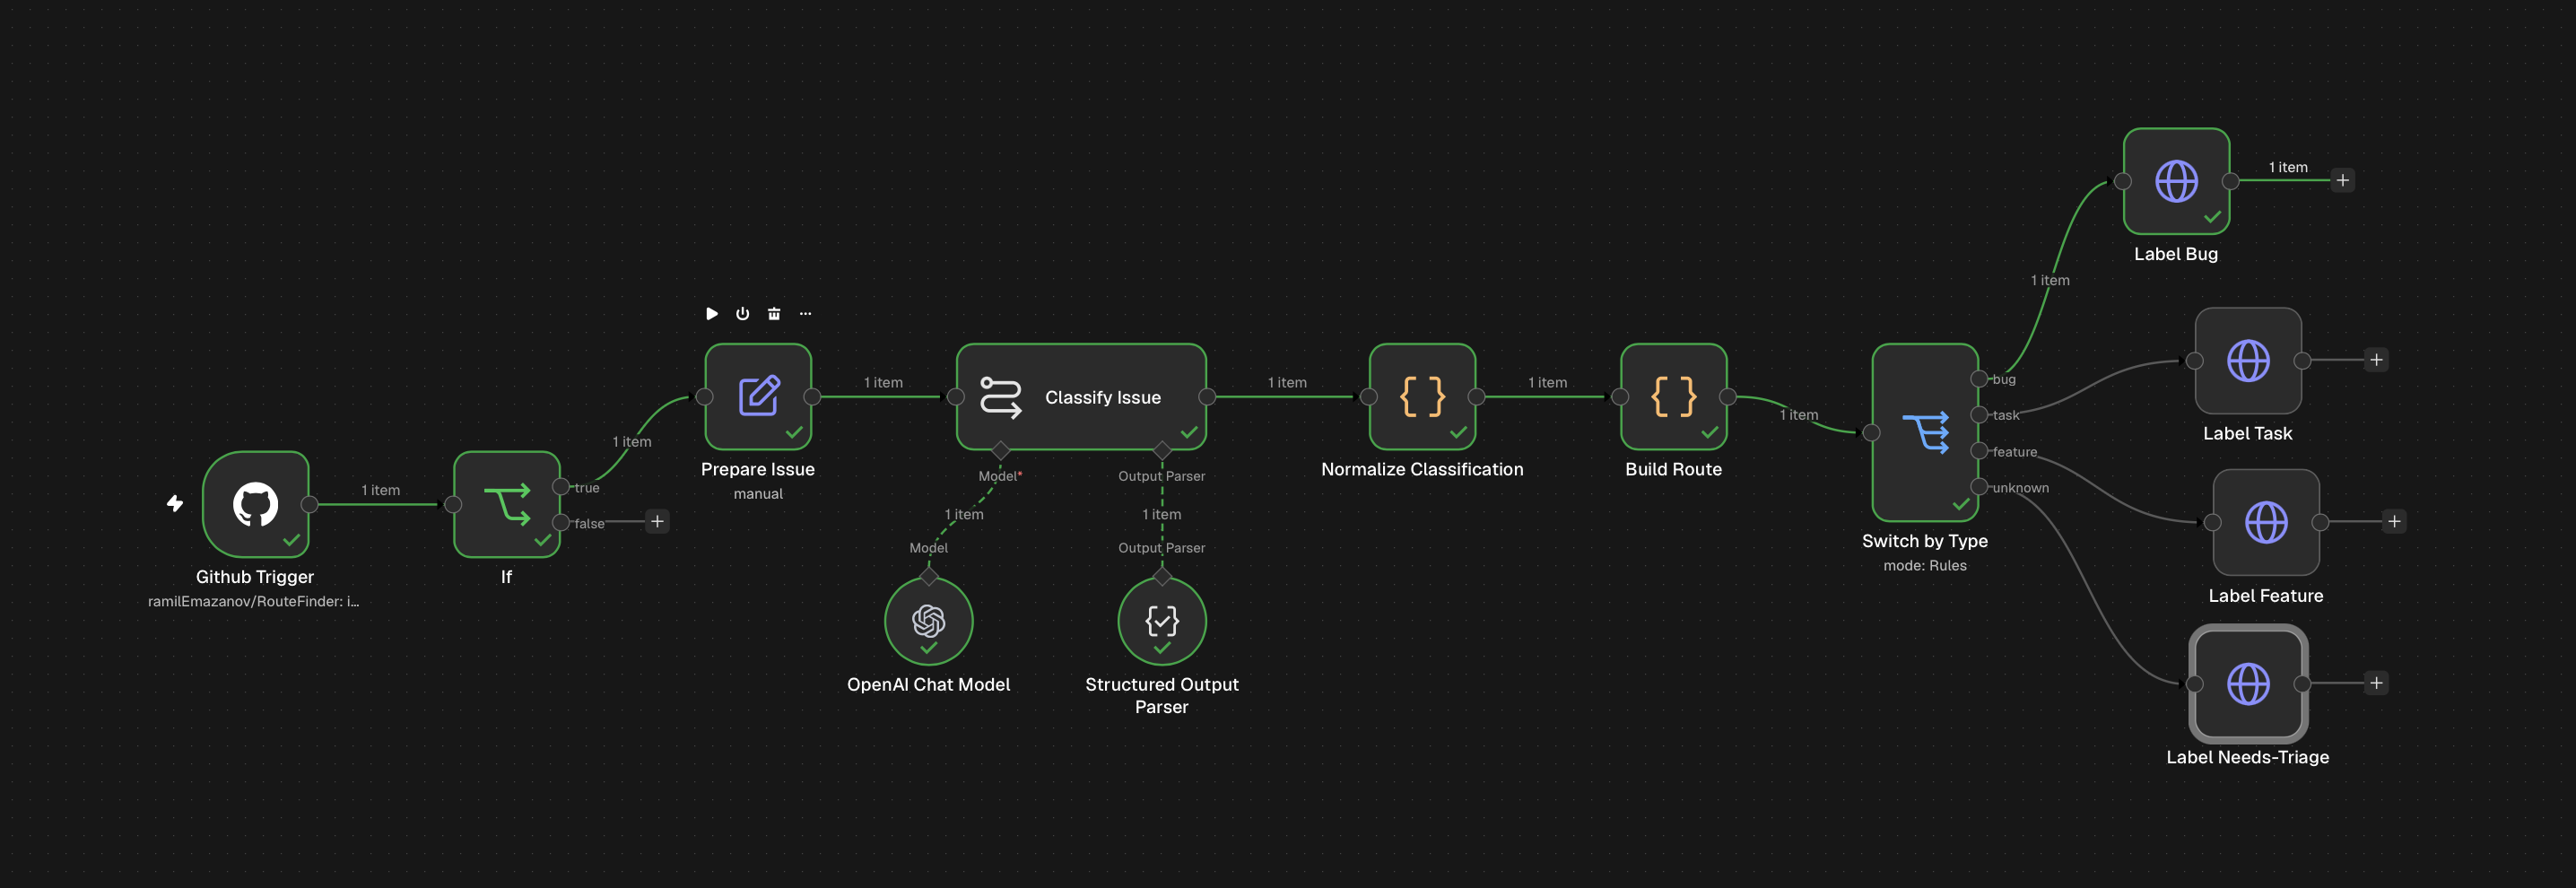 Github Trigger
ramilEmazanov/RouteFinder: i...
1 item
If
true
false
1 item
Prepare Issue
manual
1 item
Classify Issue
Model*
Output Parser
1 item
1 item
Model
Output Parser
OpenAI Chat Model
Structured Output
Parser
1 item
Normalize Classification
1 item
Build Route
1 item
Switch by Type
mode: Rules
bug
task
feature
unknown
1 item
Label Bug
1 item
Label Task
Label Feature
Label Needs-Triage